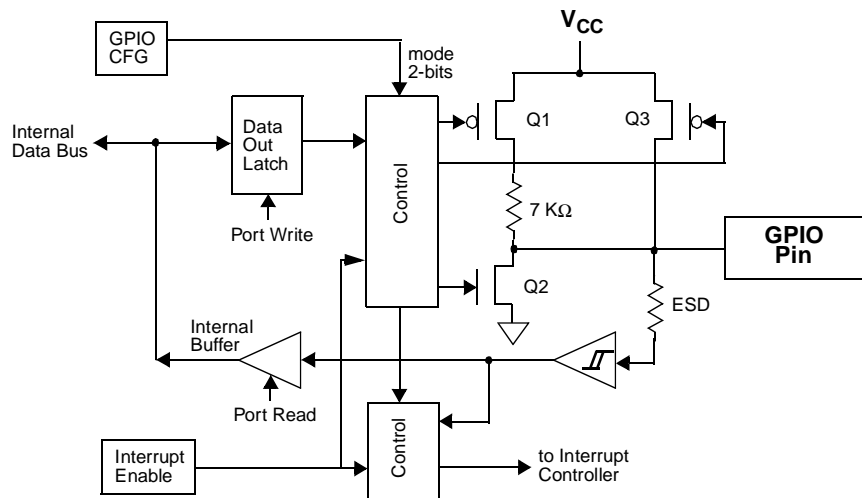 GPIO
CFG
mode
2-bits
VCC
Internal
Data Bus
Data
Out
Latch
Control
Q1
Q3
7 KΩ
Port Write
GPIO
Pin
Q2
ESD
Internal
Buffer
Port Read
Interrupt
Enable
Control
to Interrupt
Controller